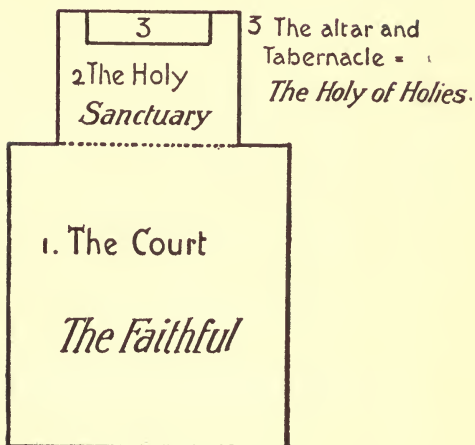 3
3 The altar and
Tabernacle =
The Holy of Holies.
2 The Holy
Sanctuary
1. The Court
The Faithful